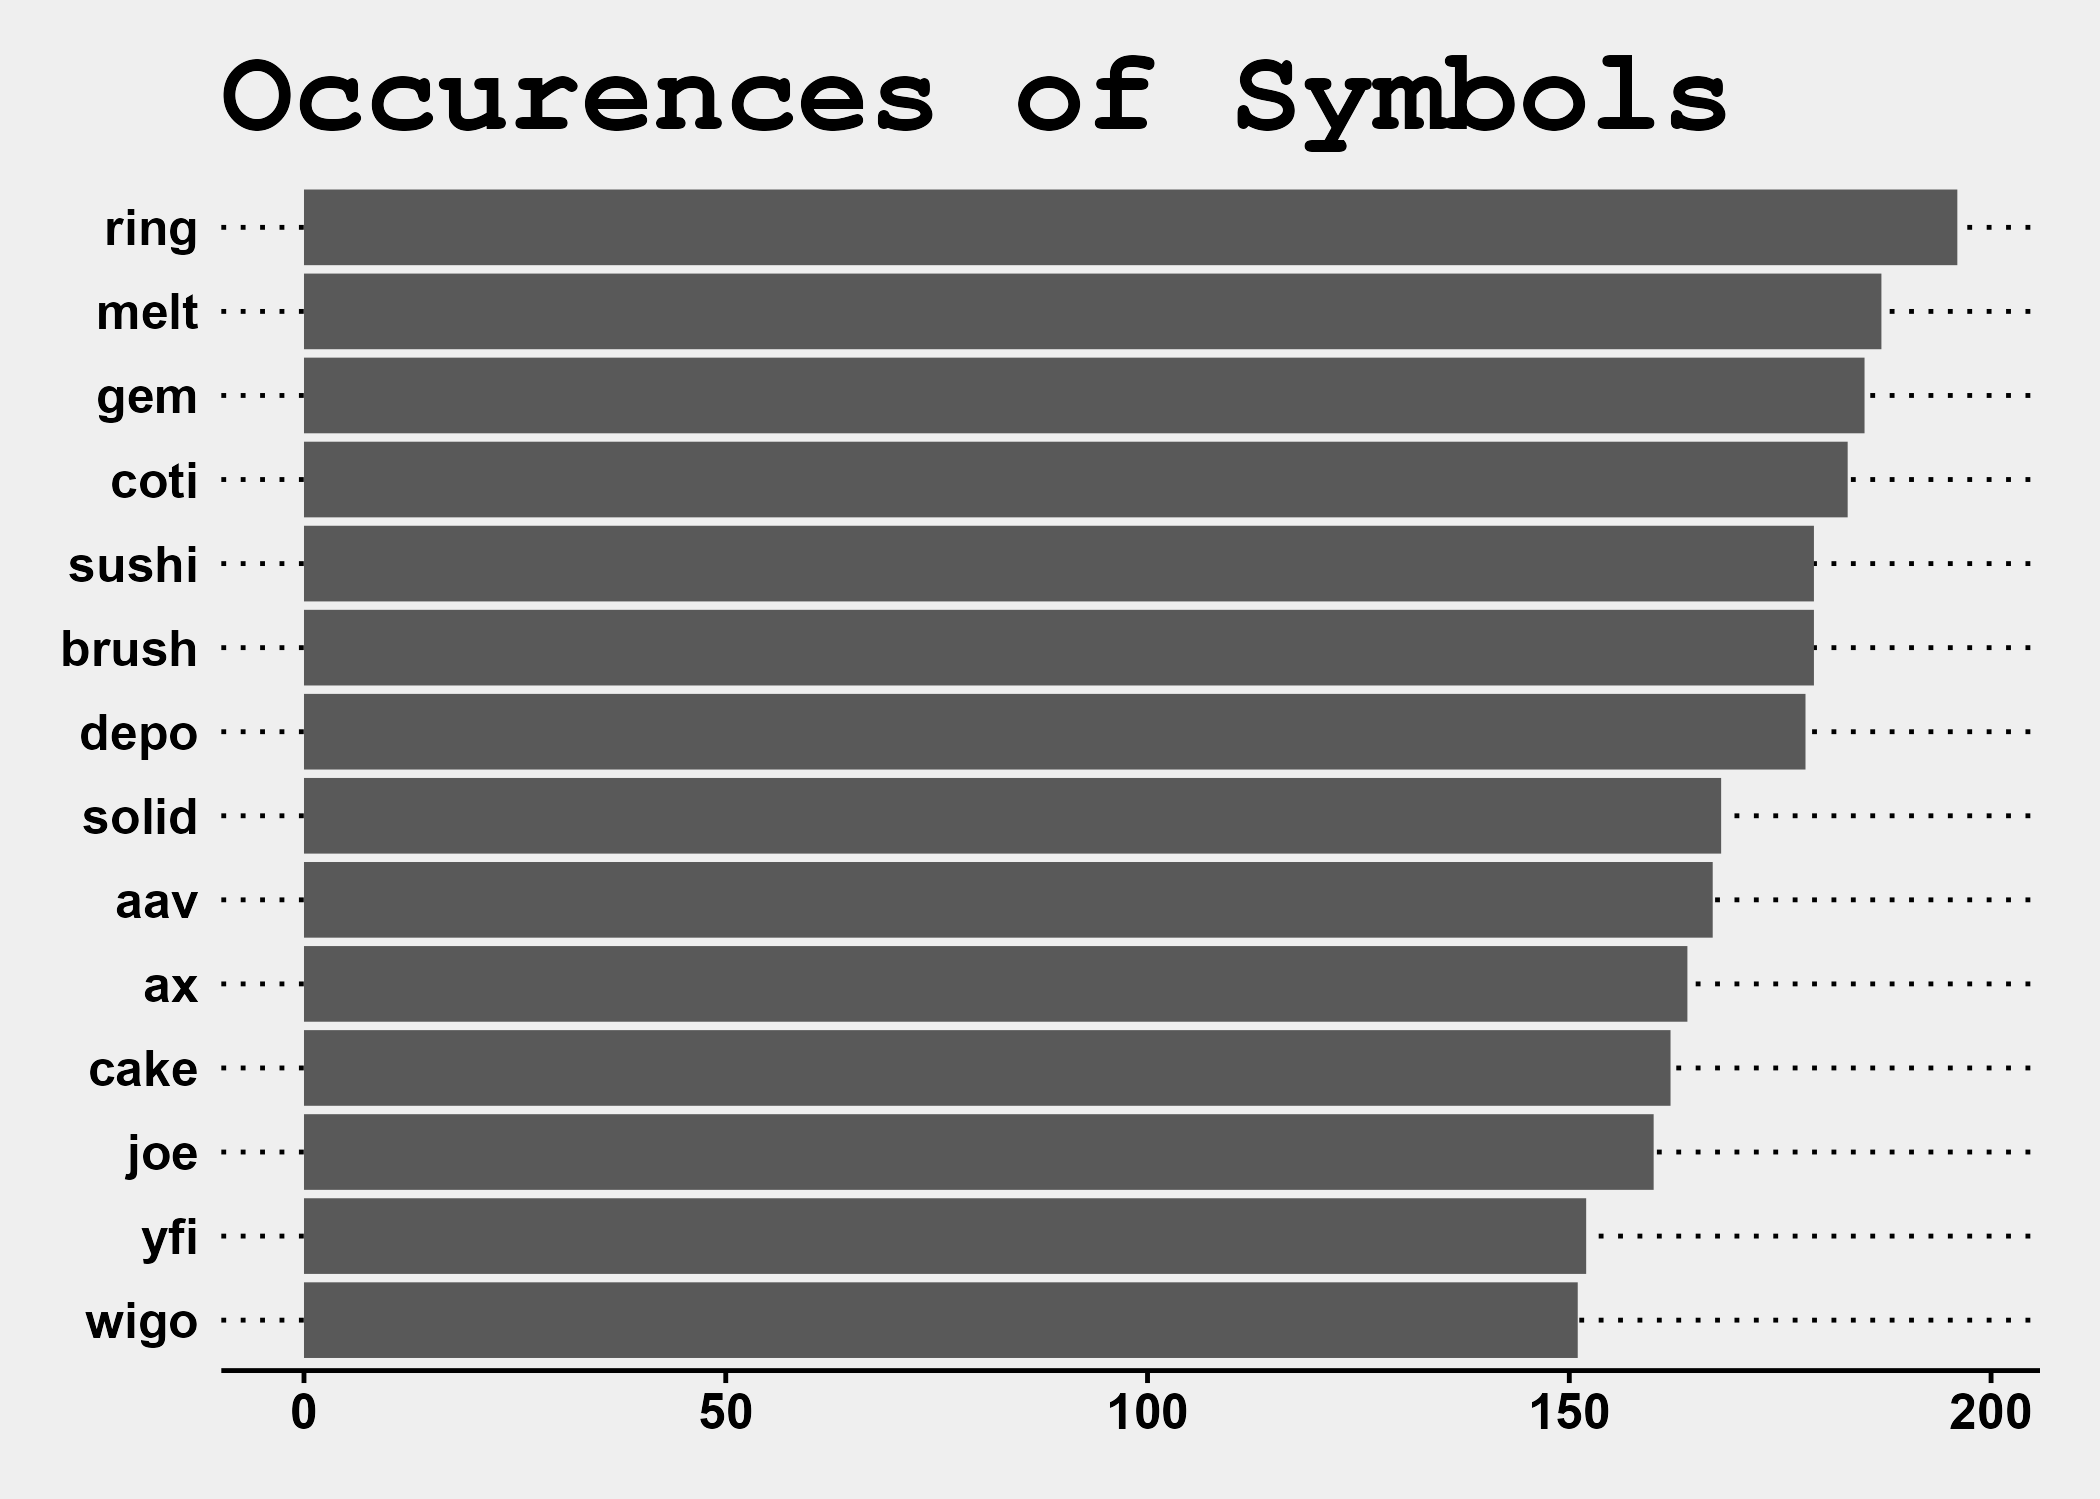 Occurences of Symbols
ring
melt
gem
coti
sushi
brush
depo
solid
aav
ax
cake
joe
yfi
wigo
0 50 100 150 200